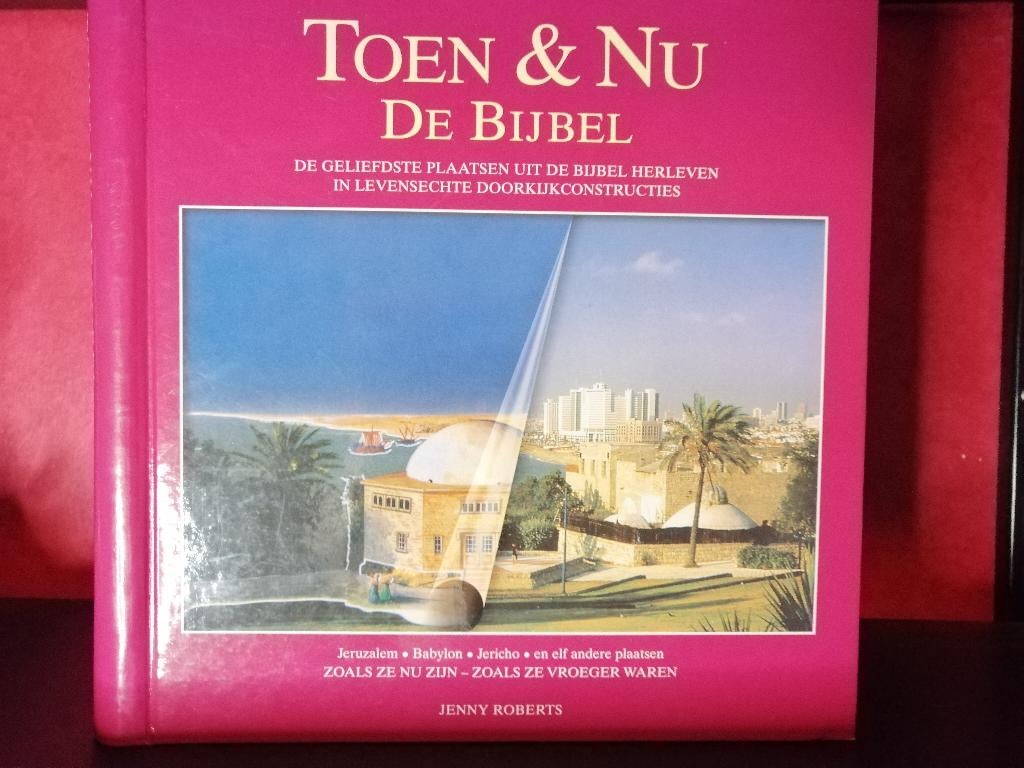 TOEN & NU
DE BIJBEL
DE GELIEFDSTE PLAATSEN UIT DE BIJBEL HERLEVEN
IN LEVENSECHTE DOORKIJKCONSTRUCTIES
Jeruzalem • Babylon • Jericho • en elf andere plaatsen
ZOALS ZE NU ZIJN – ZOALS ZE VROEGER WAREN
JENNY ROBERTS